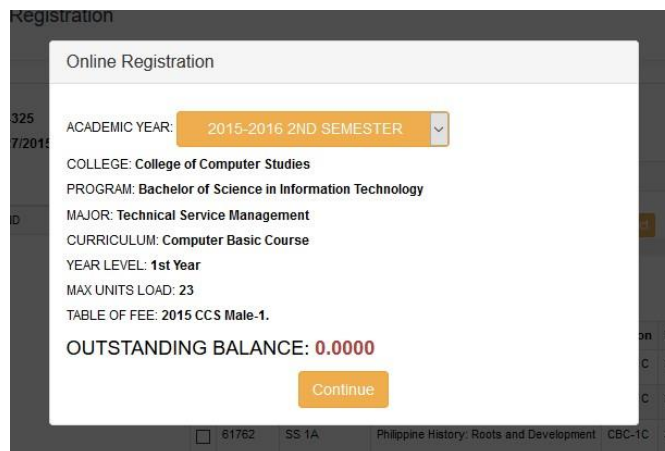 Registration
Online Registration
325
7/2015
ACADEMIC YEAR: 2015-2016 2ND SEMESTER
COLLEGE: College of Computer Studies
PROGRAM: Bachelor of Science in Information Technology
MAJOR: Technical Service Management
CURRICULUM: Computer Basic Course
YEAR LEVEL: 1st Year
MAX UNITS LOAD: 23
TABLE OF FEE: 2015 CCS Male-1.
OUTSTANDING BALANCE: 0.0000
Continue
61762 SS 1A Philippine History: Roots and Development CBC-1C